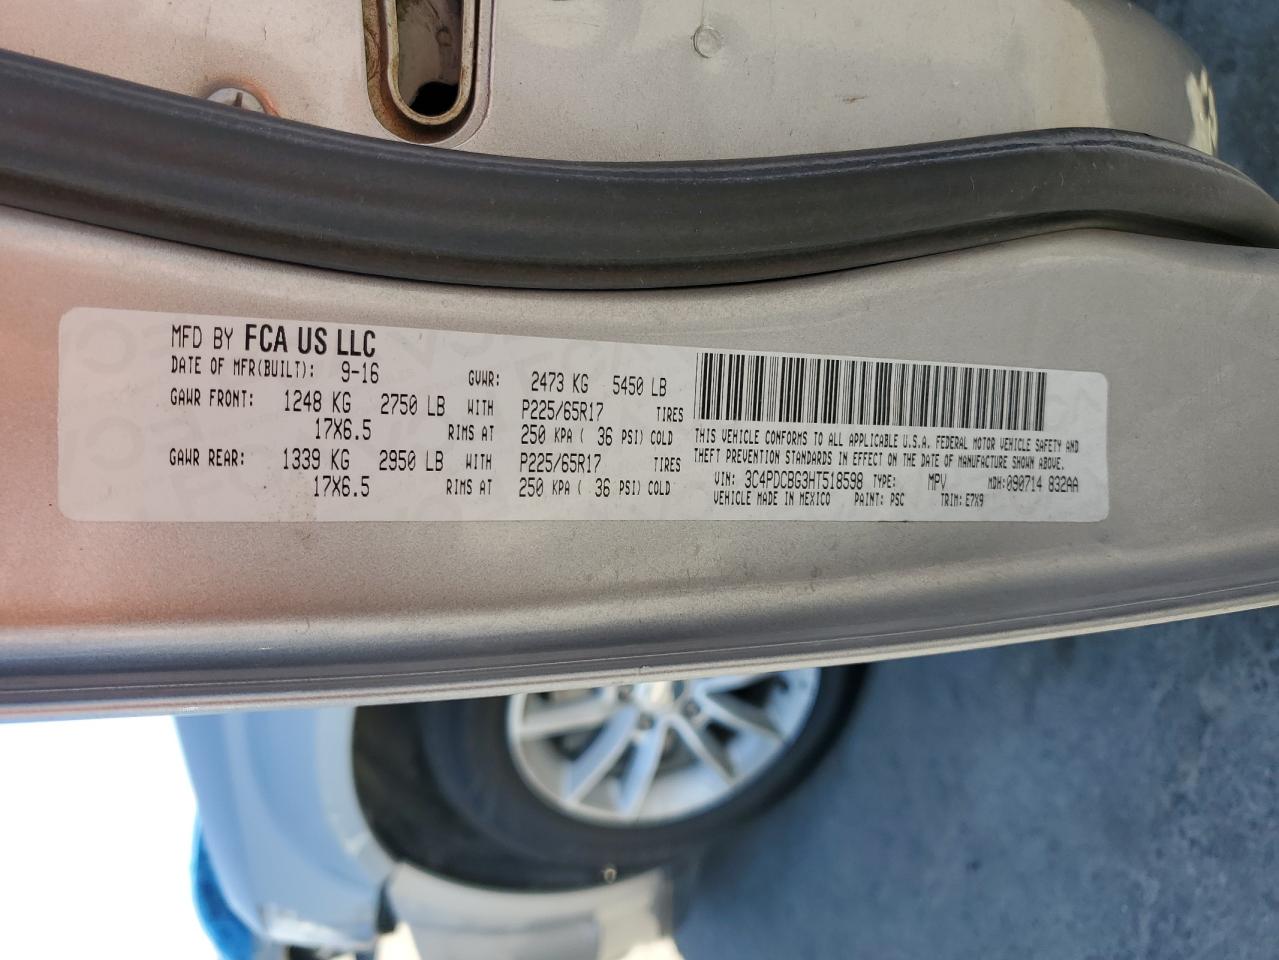 MFD BY FCA US LLC
DATE OF MFR(BUILT): 9-16 GVWR: 2473 KG 5450 LB
GAWR FRONT: 1248 KG 2750 LB WITH P225/65R17 TIRES
17X6.5 RIMS AT 250 KPA ( 36 PSI) COLD
GAWR REAR: 1339 KG 2950 LB WITH P225/65R17 TIRES
17X6.5 RIMS AT 250 KPA ( 36 PSI) COLD
THIS VEHICLE CONFORMS TO ALL APPLICABLE U.S.A. FEDERAL MOTOR VEHICLE SAFETY AND
THEFT PREVENTION STANDARDS IN EFFECT ON THE DATE OF MANUFACTURE SHOWN ABOVE.
VIN: 3C4PDCBG3HT518598 TYPE: MPV MDH:090714 832AA
VEHICLE MADE IN MEXICO PAINT: PSC TRIM: E7X9